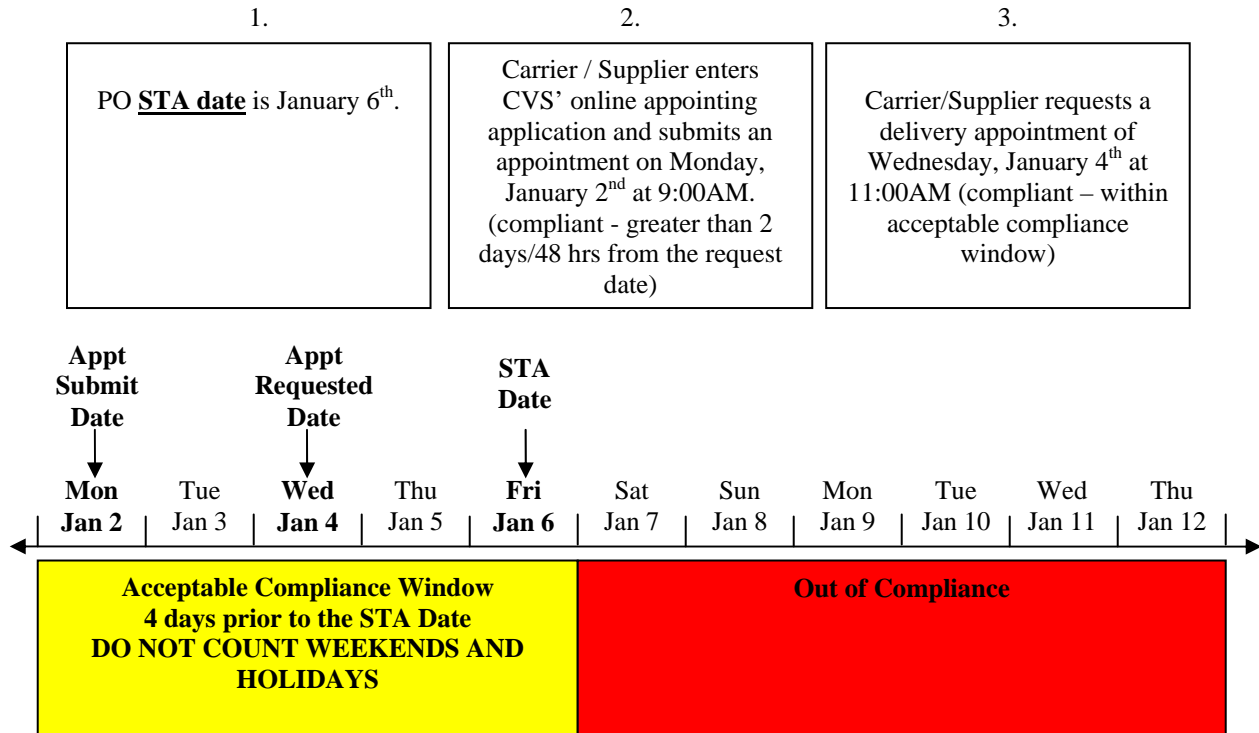 1.
PO STA date is January 6th.
2.
Carrier / Supplier enters
CVS’ online appointing
application and submits an
appointment on Monday,
January 2nd at 9:00AM.
(compliant - greater than 2
days/48 hrs from the request
date)
3.
Carrier/Supplier requests a
delivery appointment of
Wednesday, January 4th at
11:00AM (compliant – within
acceptable compliance
window)
Appt
Submit
Date
Appt
Requested
Date
STA
Date
Mon Tue Wed Thu Fri Sat Sun Mon Tue Wed Thu
Jan 2 Jan 3 Jan 4 Jan 5 Jan 6 Jan 7 Jan 8 Jan 9 Jan 10 Jan 11 Jan 12
Acceptable Compliance Window
4 days prior to the STA Date
DO NOT COUNT WEEKENDS AND
HOLIDAYS
Out of Compliance